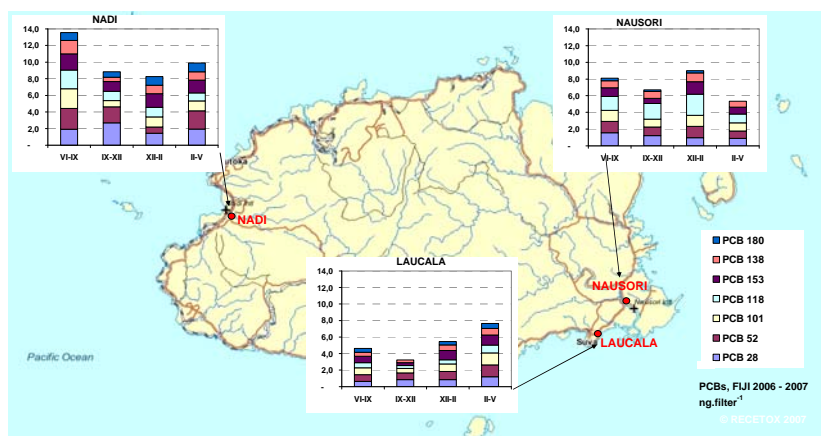 NADI
14,0
12,0
10,0
8,0
6,0
4,0
2,0
-
VI-IX IX-XII XII-II II-V
NAUSORI
14,0
12,0
10,0
8,0
6,0
4,0
2,0
-
VI-IX IX-XII XII-II II-V
NADI
LAUCALA
14,0
12,0
10,0
8,0
6,0
4,0
2,0
-
VI-IX IX-XII XII-II II-V
PCB 180
PCB 138
PCB 153
PCB 118
PCB 101
PCB 52
PCB 28
NAUSORI
LAUCALA
Suva
Pacific Ocean
PCBs, FIJI 2006 - 2007
ng.filter-1
© RECETOX 2007